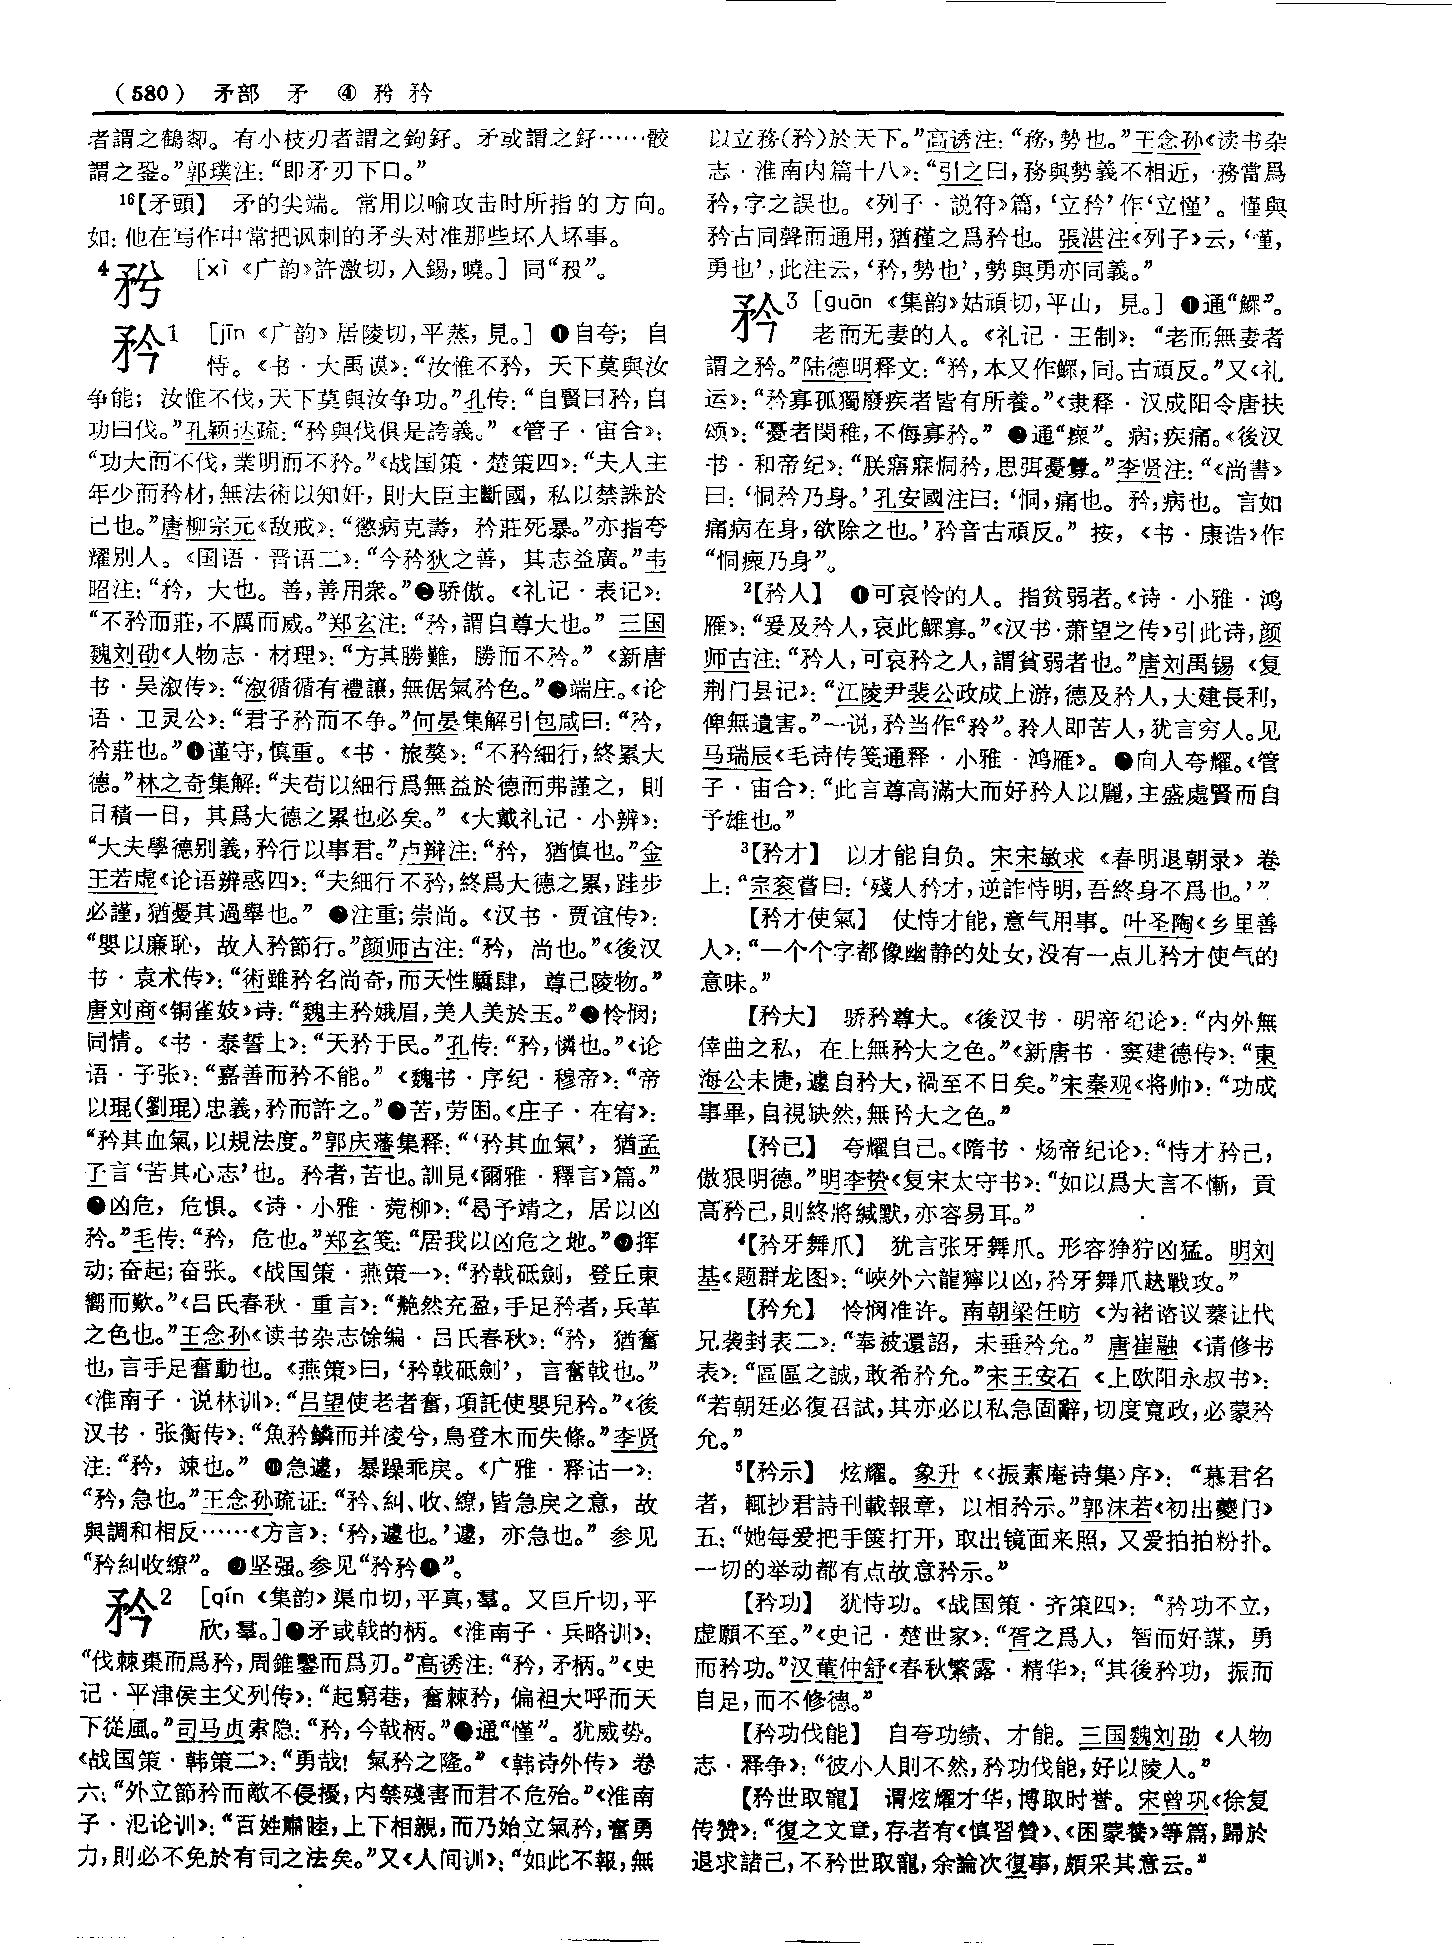 （580） 矛部 矛 ④ 𥍟 矜
者謂之鶴厀。有小枝刃者謂之鉤釨。矛或謂之釨……骹
謂之銎。”郭璞注：“即矛刃下口。”
16【矛頭】 矛的尖端。常用以喻攻击时所指的方向。
如：他在写作中常把讽刺的矛头对准那些坏人坏事。
[xì 《广韵》許激切，入錫，曉。] 同“殺”。
矜1 [jīn 《广韵》居陵切，平蒸，見。] ❶自夸；自
恃。《书·大禹谟》：“汝惟不矜，天下莫與汝
争能；汝惟不伐，天下莫與汝争功。”孔传：“自賢曰矜，自
功曰伐。”孔颖达疏：“矜與伐俱是誇義。”《管子·宙合》：
“功大而不伐，業明而不矜。”《战国策·楚策四》：“夫人主
年少而矜材，無法術以知奸，則大臣主斷國，私以禁誅於
己也。”唐柳宗元《敌戒》：“懲病克壽，矜莊死暴。”亦指夸
耀别人。《国语·晋语二》：“今矜狄之善，其志益廣。”韦
昭注：“矜，大也。善，善用衆。”❷骄傲。《礼记·表记》：
“不矜而莊，不厲而威。”郑玄注：“矜，謂自尊大也。” 三国
魏刘劭《人物志·材理》：“方其勝難，勝而不矜。”《新唐
书·吴溆传》：“溆循循有禮讓，無倨氣矜色。”❸端庄。《论
语·卫灵公》：“君子矜而不争。”何晏集解引包咸曰：“矜，
矜莊也。”❹谨守，慎重。《书·旅獒》：“不矜細行，終累大
德。”林之奇集解：“夫苟以細行爲無益於德而弗謹之，則
日積一日，其爲大德之累也必矣。”《大戴礼记·小辨》：
“大夫學德别義，矜行以事君。”卢辩注：“矜，猶慎也。”金
王若虚《论语辨惑四》：“夫細行不矜，終爲大德之累，跬步
必謹，猶憂其過舉也。” ❺注重；崇尚。《汉书·贾谊传》：
“嬰以廉恥，故人矜節行。”颜师古注：“矜，尚也。”《後汉
书·袁术传》：“術雖矜名尚奇，而天性驕肆，尊己陵物。”
唐刘商《铜雀妓》诗：“魏主矜娥眉，美人美於玉。”❻怜悯；
同情。《书·泰誓上》：“天矜于民。”孔传：“矜，憐也。”《论
语·子张》：“嘉善而矜不能。”《魏书·序纪·穆帝》：“帝
以琨(劉琨)忠義，矜而許之。”❼苦，劳困。《庄子·在宥》：
“矜其血氣，以規法度。”郭庆藩集释：“‘矜其血氣’，猶孟
子言‘苦其心志’也。矜者，苦也。訓見《爾雅·釋言》篇。”
❽凶危，危惧。《诗·小雅·菀柳》：“曷予靖之，居以凶
矜。”毛传：“矜，危也。”郑玄笺：“居我以凶危之地。”❾挥
动；奋起；奋张。《战国策·燕策一》：“矜戟砥劍，登丘東
嚮而歎。”《吕氏春秋·重言》：“艴然充盈，手足矜者，兵革
之色也。”王念孙《读书杂志馀编·吕氏春秋》：“矜，猶奮
也，言手足奮動也。《燕策》曰，‘矜戟砥劍’，言奮戟也。”
《淮南子·说林训》：“吕望使老者奮，項託使嬰兒矜。”《後
汉书·张衡传》：“魚矜鱗而并凌兮，鳥登木而失條。”李贤
注：“矜，竦也。” ❿急遽，暴躁乖戾。《广雅·释诂一》：
“矜，急也。”王念孙疏证：“矜、糾、收、繚，皆急戾之意，故
與調和相反……《方言》：‘矜，遽也。’遽，亦急也。” 参见
“矜糾收繚”。⓫坚强。参见“矜矜❶”。
矜2 [qín 《集韵》渠巾切，平真，羣。又巨斤切，平
欣，羣。]❶矛或戟的柄。《淮南子·兵略训》：
“伐棘棗而爲矜，周錐鑿而爲刃。”高诱注：“矜，矛柄。”《史
记·平津侯主父列传》：“起窮巷，奮棘矜，偏袒大呼而天
下從風。”司马贞索隐：“矜，今戟柄。”❷通“慬”。犹威势。
《战国策·韩策二》：“勇哉！氣矜之隆。”《韩诗外传》卷
六：“外立節矜而敵不侵擾，内禁殘害而君不危殆。”《淮南
子·氾论训》：“百姓肅睦，上下相親，而乃始立氣矜，奮勇
力，則必不免於有司之法矣。”又《人间训》：“如此不報，無
以立務(矜)於天下。”高诱注：“務，勢也。”王念孙《读书杂
志·淮南内篇十八》：“引之曰，務與勢義不相近，務當爲
矜，字之誤也。《列子·説符》篇，‘立矜’作‘立慬’。慬與
矜古同聲而通用，猶䅖之爲矜也。張湛注《列子》云，‘慬，
勇也’，此注云，‘矜，勢也’，勢與勇亦同義。”
矜3 [guān 《集韵》姑頑切，平山，見。] ❶通“鰥”。
老而无妻的人。《礼记·王制》：“老而無妻者
謂之矜。”陆德明释文：“矜，本又作鰥，同。古頑反。”又《礼
运》：“矜寡孤獨廢疾者皆有所養。”《隶释·汉成阳令唐扶
颂》：“憂者閔稚，不侮寡矜。” ❷通“瘝”。病；疾痛。《後汉
书·和帝纪》：“朕寤寐恫矜，思弭憂釁。”李贤注：“《尚書》
曰：‘恫矜乃身。’孔安國注曰：‘恫，痛也。矜，病也。言如
痛病在身，欲除之也。’矜音古頑反。” 按，《书·康诰》作
“恫瘝乃身”。
2【矜人】 ❶可哀怜的人。指贫弱者。《诗·小雅·鸿
雁》：“爰及矜人，哀此鰥寡。”《汉书·萧望之传》引此诗，颜
师古注：“矜人，可哀矜之人，謂貧弱者也。”唐刘禹锡《复
荆门县记》：“江陵尹裴公政成上游，德及矜人，大建長利，
俾無遺害。”一说，矜当作“矝”。矝人即苦人，犹言穷人。见
马瑞辰《毛诗传笺通释·小雅·鸿雁》。 ❷向人夸耀。《管
子·宙合》：“此言尊高滿大而好矜人以麗，主盛處賢而自
予雄也。”
3【矜才】 以才能自负。宋宋敏求《春明退朝录》卷
上：“宗衮嘗曰：‘殘人矜才，逆詐恃明，吾終身不爲也。’”
【矜才使氣】 仗恃才能，意气用事。叶圣陶《乡里善
人》：“一个个字都像幽静的处女，没有一点儿矜才使气的
意味。”
【矜大】 骄矜尊大。《後汉书·明帝纪论》：“内外無
倖曲之私，在上無矜大之色。”《新唐书·窦建德传》：“東
海公未捷，遽自矜大，禍至不日矣。”宋秦观《将帅》：“功成
事畢，自視缺然，無矜大之色。”
【矜己】 夸耀自己。《隋书·炀帝纪论》：“恃才矜己，
傲狠明德。”明李贽《复宋太守书》：“如以爲大言不慚，貢
高矜己，則終將緘默，亦容易耳。”
4【矜牙舞爪】 犹言张牙舞爪。形容狰狞凶猛。明刘
基《题群龙图》：“峽外六龍獰以凶，矜牙舞爪趑戰攻。”
【矜允】 怜悯准许。南朝梁任昉《为褚谘议蓁让代
兄袭封表二》：“奉被還詔，未垂矜允。” 唐崔融《请修书
表》：“區區之誠，敢希矜允。”宋王安石《上欧阳永叔书》：
“若朝廷必復召試，其亦必以私急固辭，切度寬政，必蒙矜
允。”
5【矜示】 炫耀。象升《〈振素庵诗集〉序》：“慕君名
者，輒抄君詩刊載報章，以相矜示。”郭沫若《初出夔门》
五：“她每爱把手箧打开，取出镜面来照，又爱拍拍粉扑。
一切的举动都有点故意矜示。”
【矜功】 犹恃功。《战国策·齐策四》：“矜功不立，
虚願不至。”《史记·楚世家》：“胥之爲人，智而好謀，勇
而矜功。”汉董仲舒《春秋繁露·精华》：“其後矜功，振而
自足，而不修德。”
【矜功伐能】 自夸功绩、才能。三国魏刘劭《人物
志·释争》：“彼小人則不然，矜功伐能，好以陵人。”
【矜世取寵】 谓炫耀才华，博取时誉。宋曾巩《徐复
传赞》：“復之文章，存者有《慎習贊》、《困蒙養》等篇，歸於
退求諸己，不矜世取寵，余論次復事，頗采其意云。”